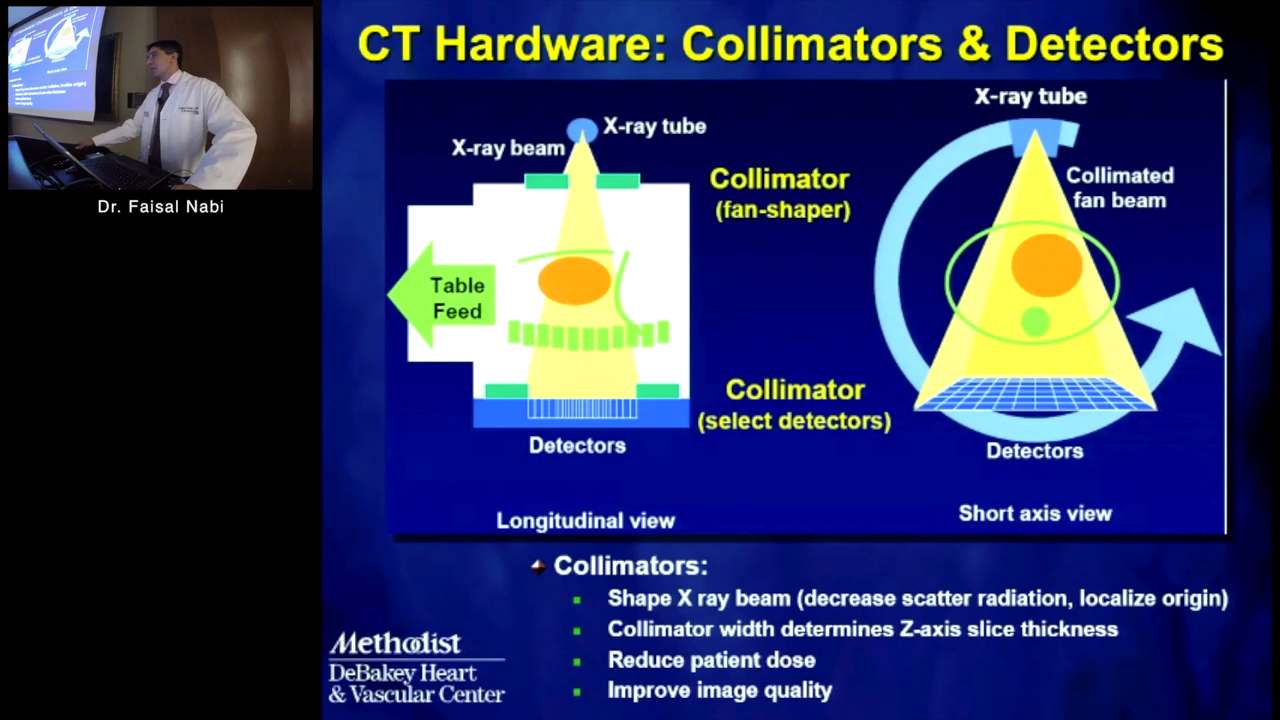 CT Hardware: Collimators & Detectors
Dr. Faisal Nabi
X-ray tube
X-ray beam
Collimator
(fan-shaper)
Table
Feed
Collimator
(select detectors)
Detectors
Longitudinal view
X-ray tube
Collimated
fan beam
Detectors
Short axis view
Collimators:
Shape X ray beam (decrease scatter radiation, localize origin)
Collimator width determines Z-axis slice thickness
Reduce patient dose
Improve image quality
Methodist
DeBakey Heart
& Vascular Center